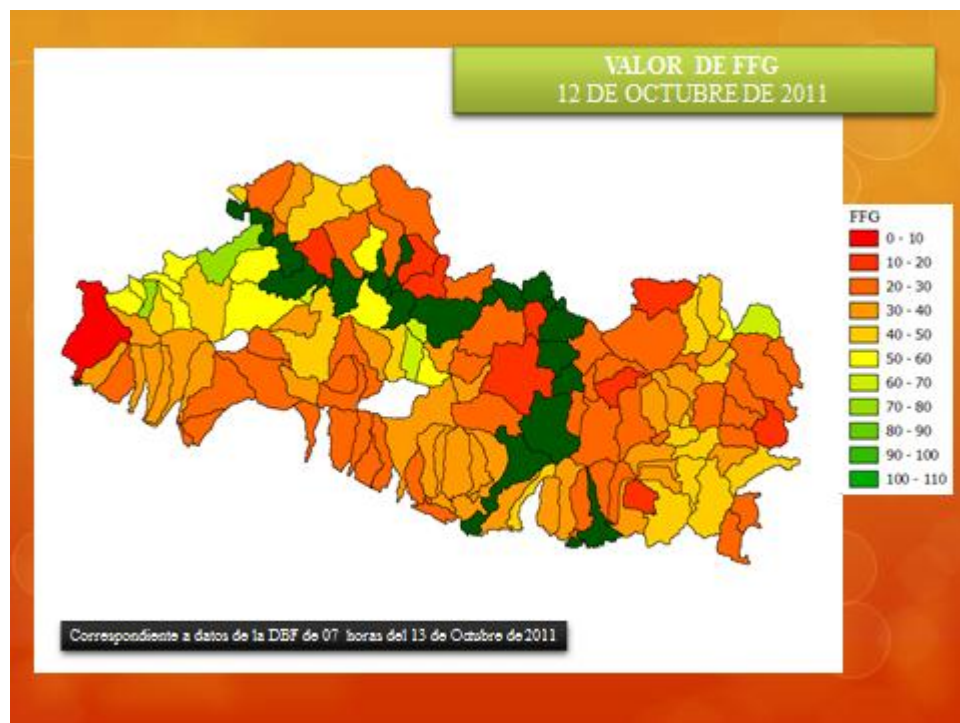 VALOR DE FFG
12 DE OCTUBRE DE 2011
FFG
0 - 10
10 - 20
20 - 30
30 - 40
40 - 50
50 - 60
60 - 70
70 - 80
80 - 90
90 - 100
100 - 110
Correspondiente a datos de la DBF de 07 horas del 13 de Octubre de 2011